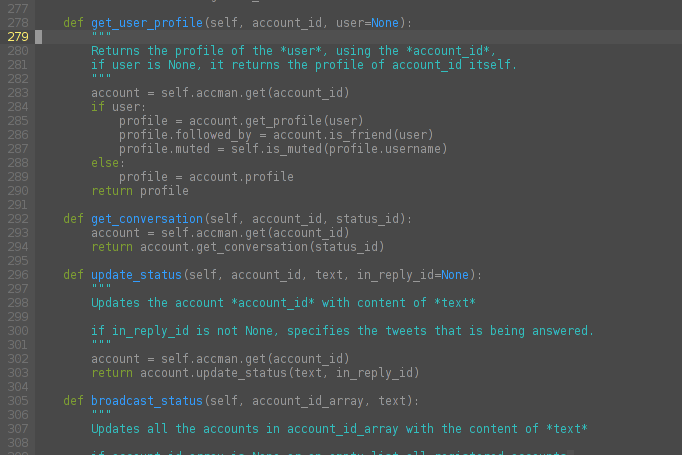 277
278     def get_user_profile(self, account_id, user=None):
279         """
280         Returns the profile of the *user*, using the *account_id*,
281         if user is None, it returns the profile of account_id itself.
282         """
283         account = self.accman.get(account_id)
284         if user:
285             profile = account.get_profile(user)
286             profile.followed_by = account.is_friend(user)
287             profile.muted = self.is_muted(profile.username)
288         else:
289             profile = account.profile
290         return profile
291
292     def get_conversation(self, account_id, status_id):
293         account = self.accman.get(account_id)
294         return account.get_conversation(status_id)
295
296     def update_status(self, account_id, text, in_reply_id=None):
297         """
298         Updates the account *account_id* with content of *text*
299
300         if in_reply_id is not None, specifies the tweets that is being answered.
301         """
302         account = self.accman.get(account_id)
303         return account.update_status(text, in_reply_id)
304
305     def broadcast_status(self, account_id_array, text):
306         """
307         Updates all the accounts in account_id_array with the content of *text*
308